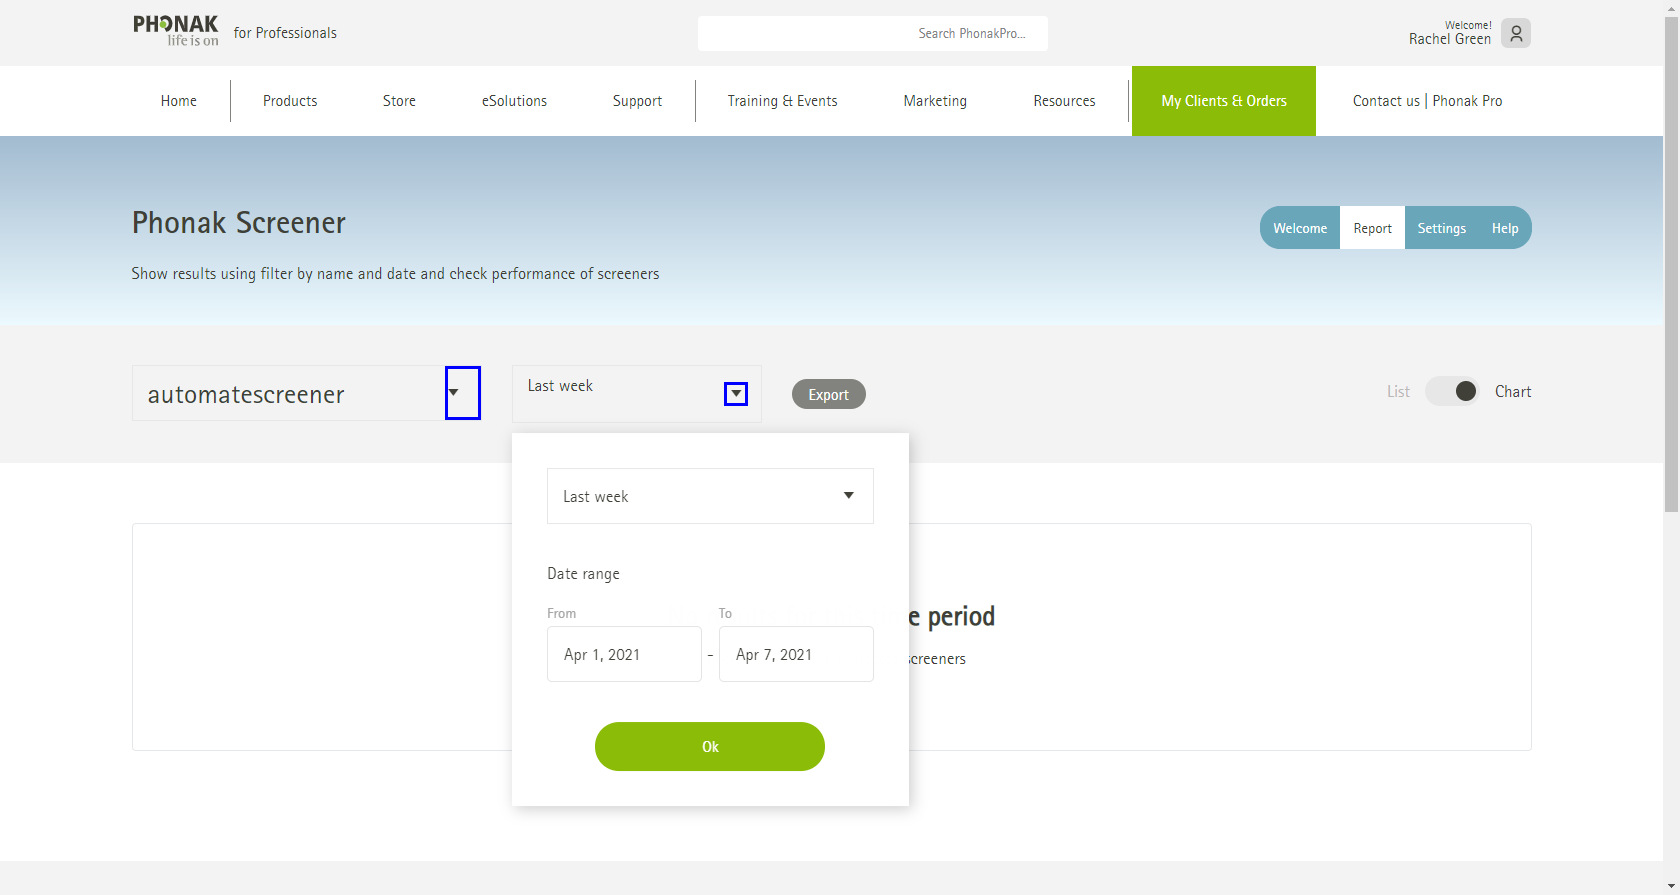 PHONAK
life is on
for Professionals
Search PhonakPro...
Welcome!
Rachel Green
Home
Products
Store
eSolutions
Support
Training & Events
Marketing
Resources
My Clients & Orders
Contact us | Phonak Pro
Phonak Screener
Welcome
Report
Settings
Help
Show results using filter by name and date and check performance of screeners
automatescreener
Last week
Export
List
Chart
Last week
Date range
From
To
Apr 1, 2021
-
Apr 7, 2021
Ok
period
screeners